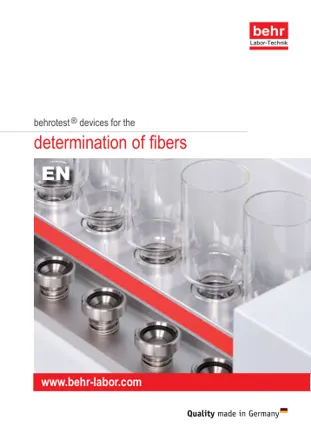 behr
Labor-Technik
behrotest® devices for the
determination of fibers
EN
www.behr-labor.com
Quality made in Germany